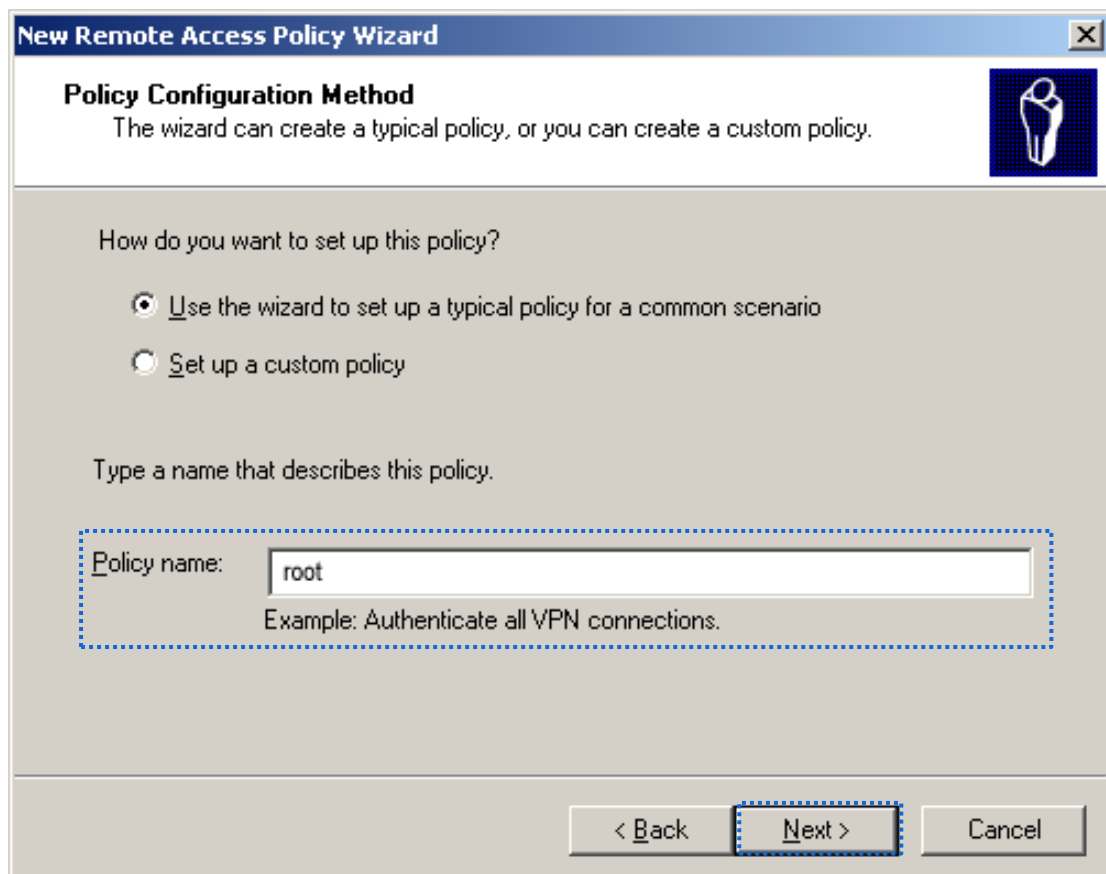 New Remote Access Policy Wizard
Policy Configuration Method
The wizard can create a typical policy, or you can create a custom policy.
How do you want to set up this policy?
Use the wizard to set up a typical policy for a common scenario
Set up a custom policy
Type a name that describes this policy.
Policy name: root
Example: Authenticate all VPN connections.
< Back Next > Cancel